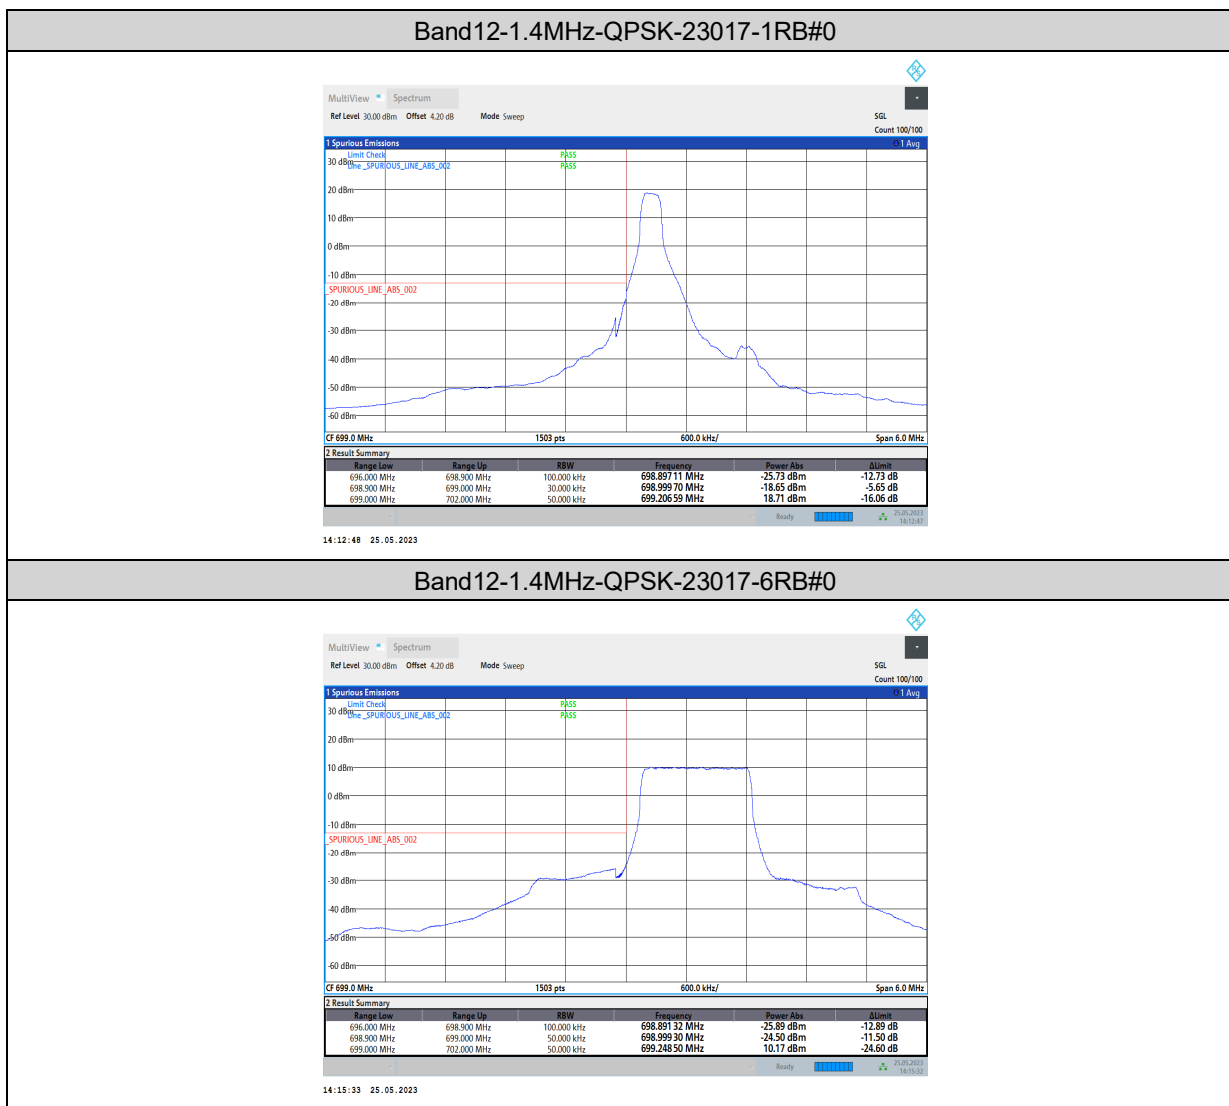 Band12-1.4MHz-QPSK-23017-1RB#0
MultiView Spectrum
Ref Level 30.00 dBm Offset 4.20 dB Mode Sweep SGL
Count 100/100
1 Spurious Emissions 1 Avg
Limit Check PASS
30 dBm
Line _SPURIOUS_LINE_ABS_002 PASS
20 dBm
10 dBm
0 dBm
-10 dBm
_SPURIOUS_LINE_ABS_002
-20 dBm
-30 dBm
-40 dBm
-50 dBm
-60 dBm
CF 699.0 MHz 1503 pts 600.0 kHz/ Span 6.0 MHz
2 Result Summary
Range Low Range Up RBW Frequency Power Abs ΔLimit
696.000 MHz 698.900 MHz 100.000 kHz 698.897 11 MHz -25.73 dBm -12.73 dB
698.900 MHz 699.000 MHz 30.000 kHz 698.999 70 MHz -18.65 dBm -5.65 dB
699.000 MHz 702.000 MHz 50.000 kHz 699.206 59 MHz 18.71 dBm -16.06 dB
Ready 25.05.2023
14:12:47
14:12:48 25.05.2023
Band12-1.4MHz-QPSK-23017-6RB#0
MultiView Spectrum
Ref Level 30.00 dBm Offset 4.20 dB Mode Sweep SGL
Count 100/100
1 Spurious Emissions 1 Avg
Limit Check PASS
30 dBm
Line _SPURIOUS_LINE_ABS_002 PASS
20 dBm
10 dBm
0 dBm
-10 dBm
_SPURIOUS_LINE_ABS_002
-20 dBm
-30 dBm
-40 dBm
-50 dBm
-60 dBm
CF 699.0 MHz 1503 pts 600.0 kHz/ Span 6.0 MHz
2 Result Summary
Range Low Range Up RBW Frequency Power Abs ΔLimit
696.000 MHz 698.900 MHz 100.000 kHz 698.891 32 MHz -25.89 dBm -12.89 dB
698.900 MHz 699.000 MHz 50.000 kHz 698.999 30 MHz -24.50 dBm -11.50 dB
699.000 MHz 702.000 MHz 50.000 kHz 699.248 50 MHz 10.17 dBm -24.60 dB
Ready 25.05.2023
14:15:32
14:15:33 25.05.2023